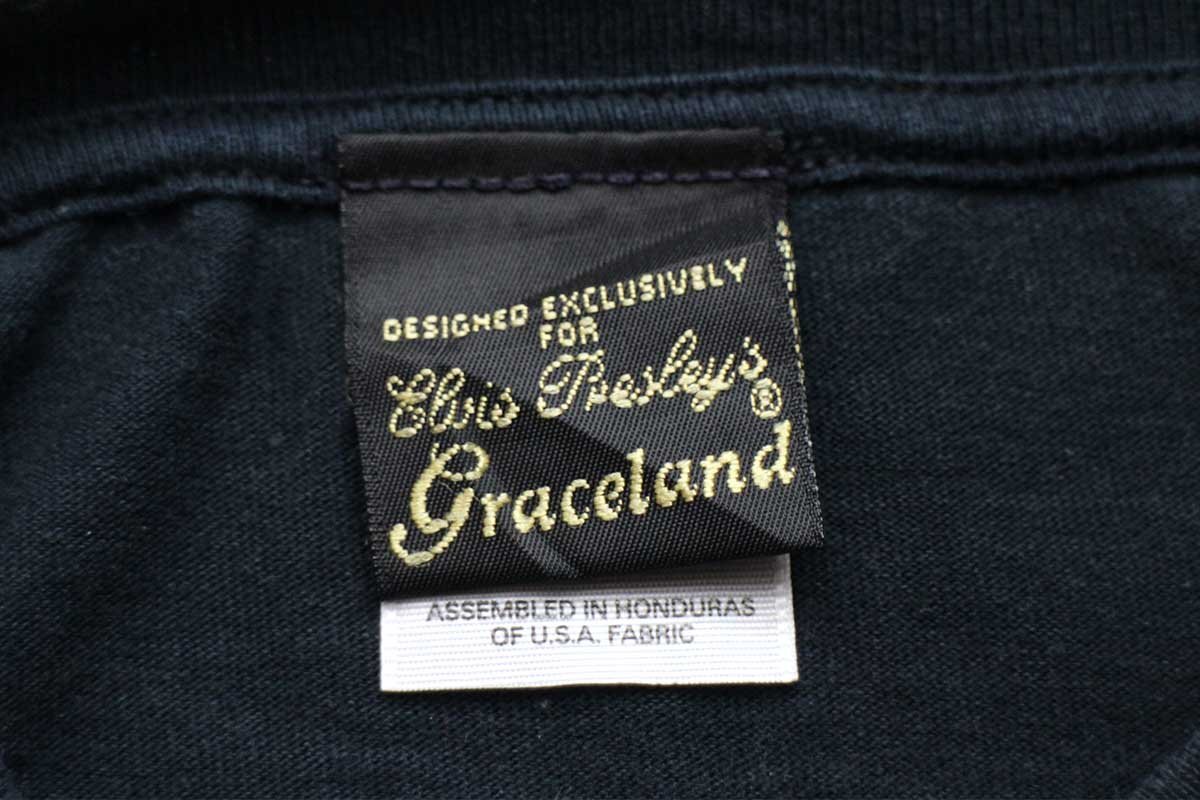 DESIGNED EXCLUSIVELY
FOR
Elvis Presley's®
Graceland
ASSEMBLED IN HONDURAS
OF U.S.A. FABRIC